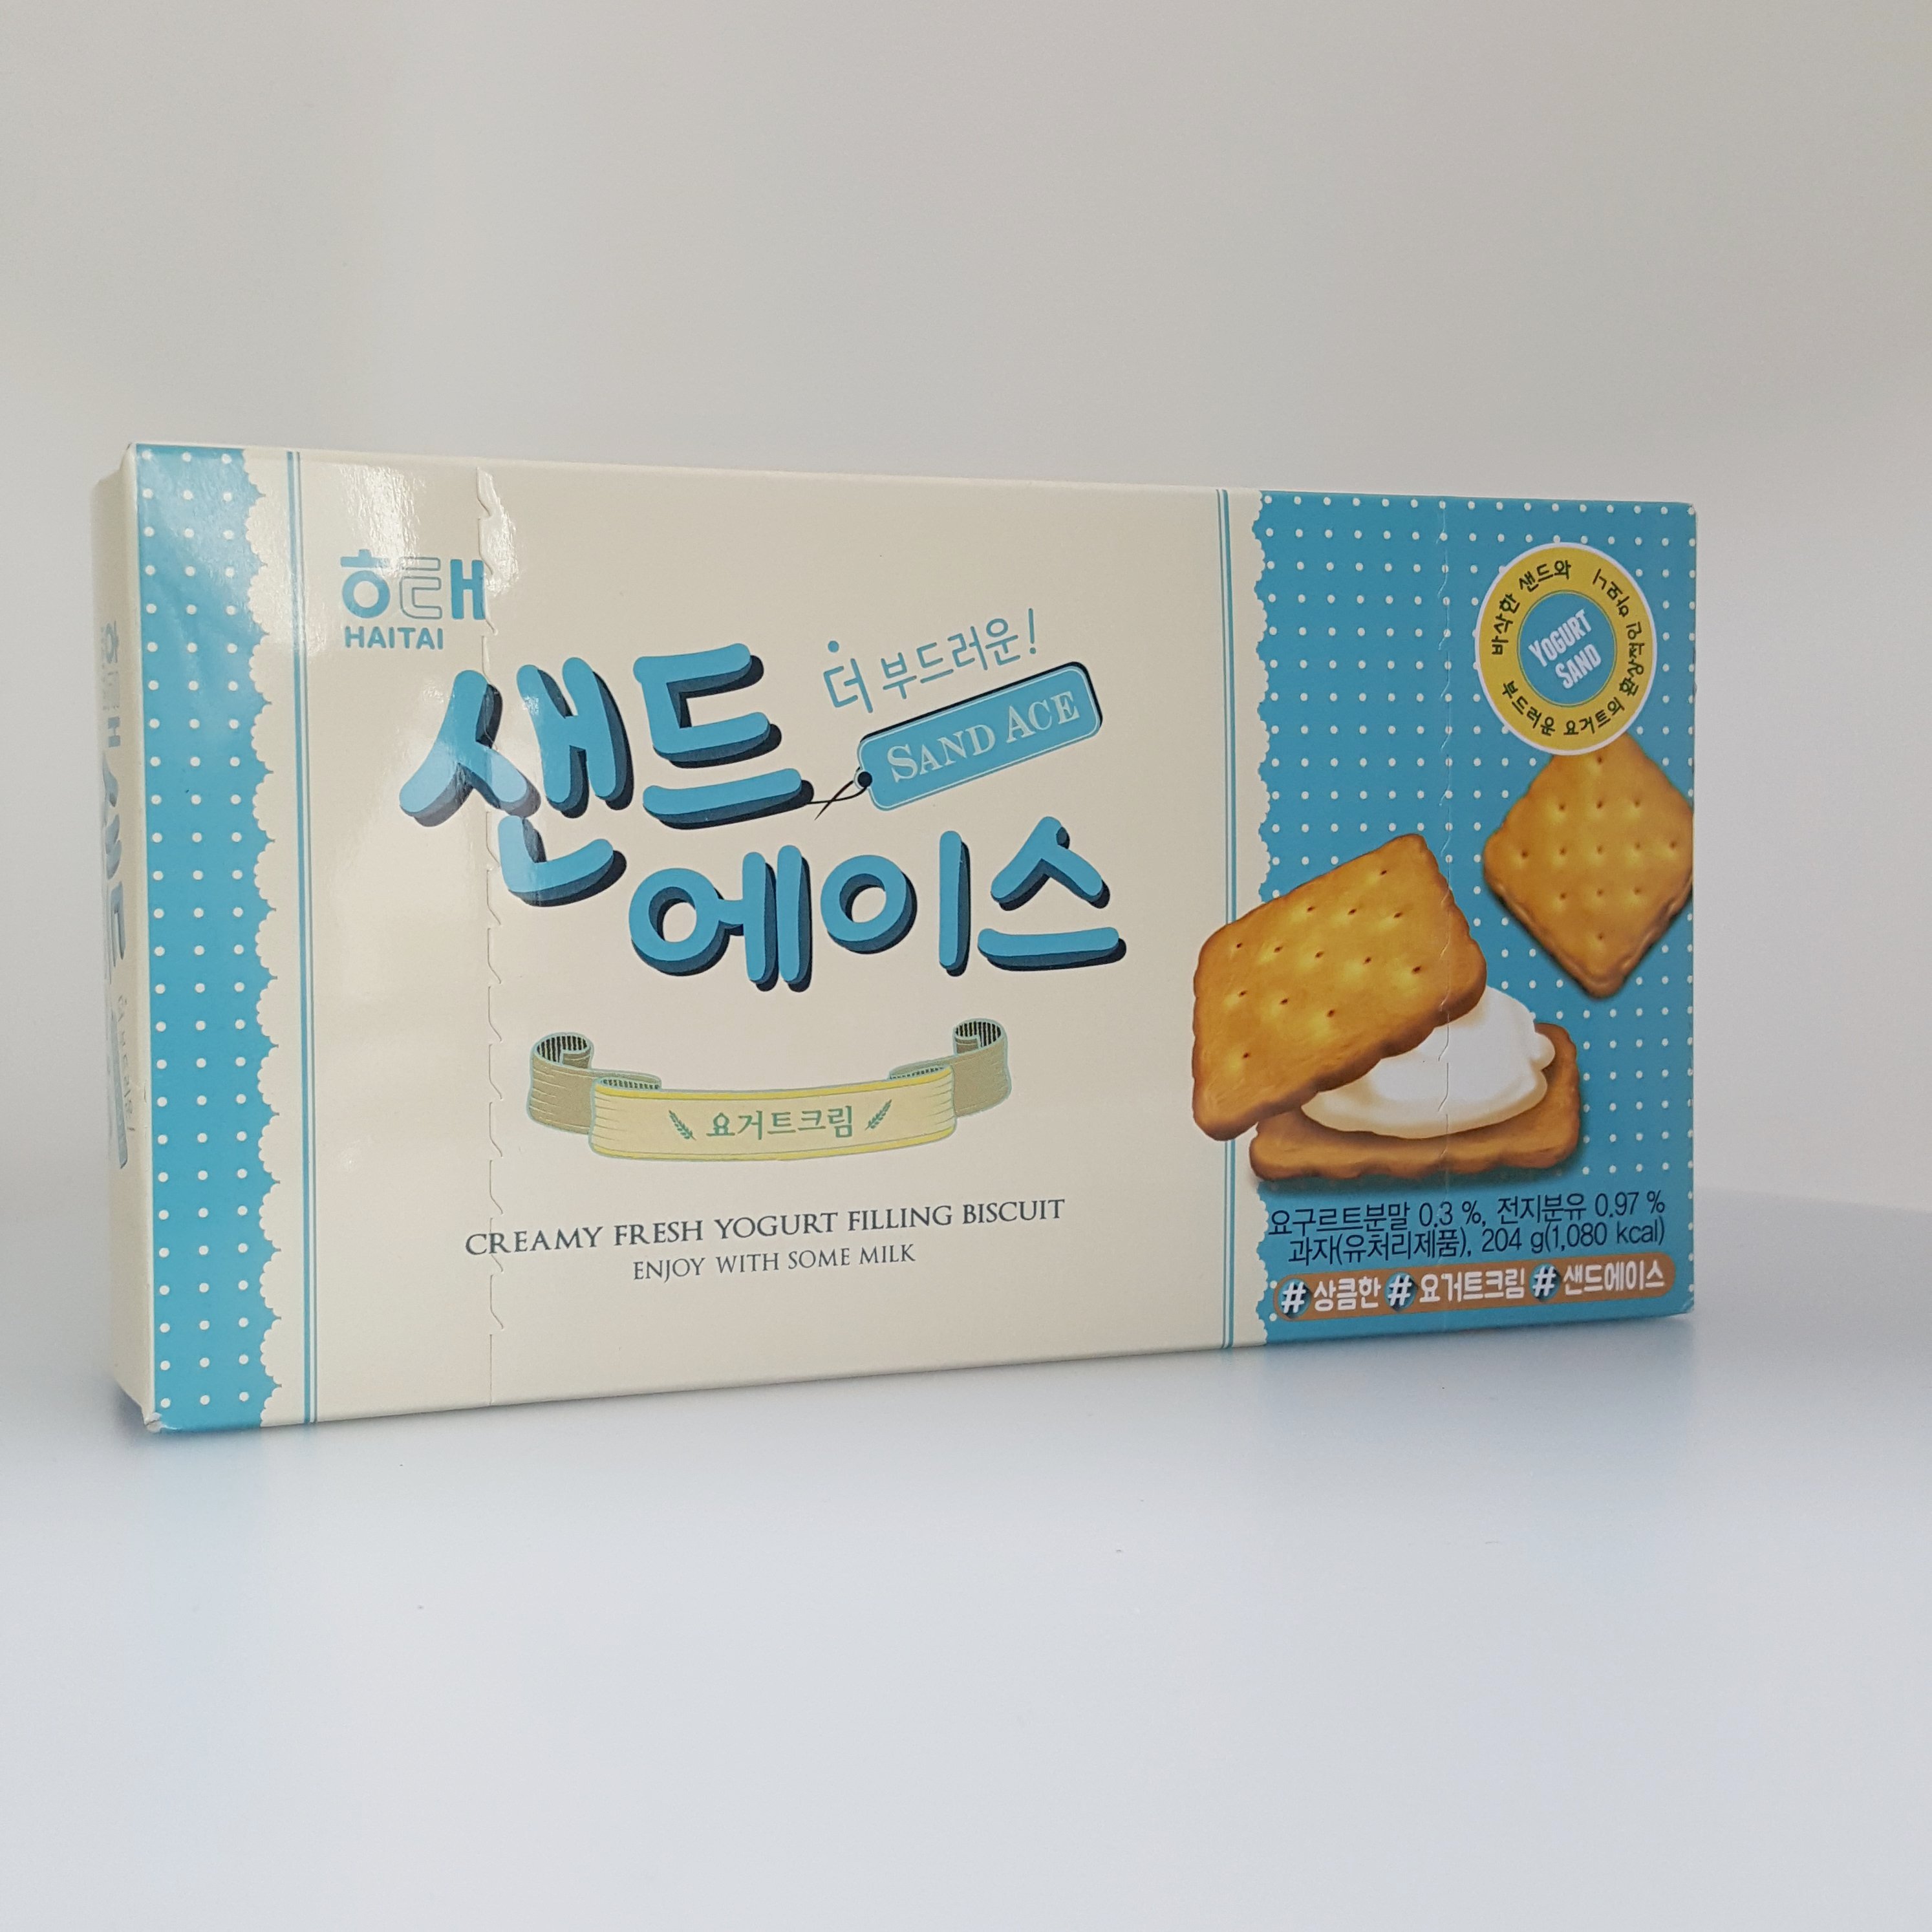 해태
HAITAI
더 부드러운!
SAND ACE
샌드
에이스
요거트크림
CREAMY FRESH YOGURT FILLING BISCUIT
ENJOY WITH SOME MILK
바삭한 샌드와
부드러운 요거트의 환상적인
YOGURT
SAND
요구르트분말 0.3 %, 전지분유 0.97 %
과자(유처리제품), 204 g(1,080 kcal)
#상큼한 #요거트크림 #샌드에이스